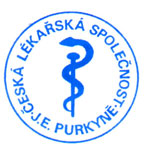 ČESKÁ LÉKAŘSKÁ SPOLEČNOST
J.E. PURKYNĚ